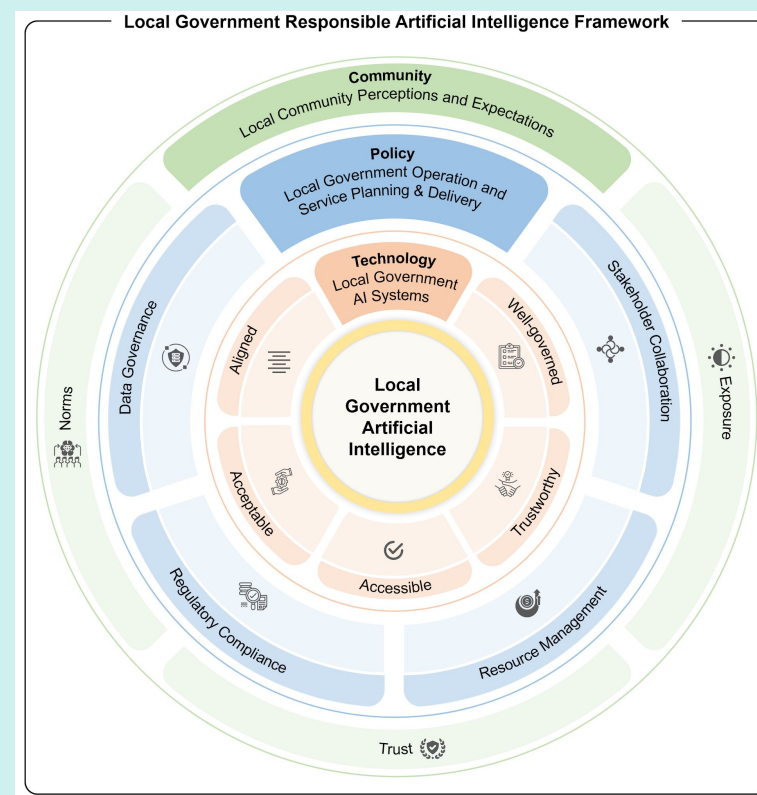 Local Government Responsible Artificial Intelligence Framework
Community
Local Community Perceptions and Expectations
Policy
Local Government Operation and
Service Planning & Delivery
Technology
Local Government
AI Systems
Aligned
Well-governed
Data Governance
Stakeholder Collaboration
Norms
Exposure
Local
Government
Artificial
Intelligence
Acceptable
Trustworthy
Accessible
Regulatory Compliance
Resource Management
Trust